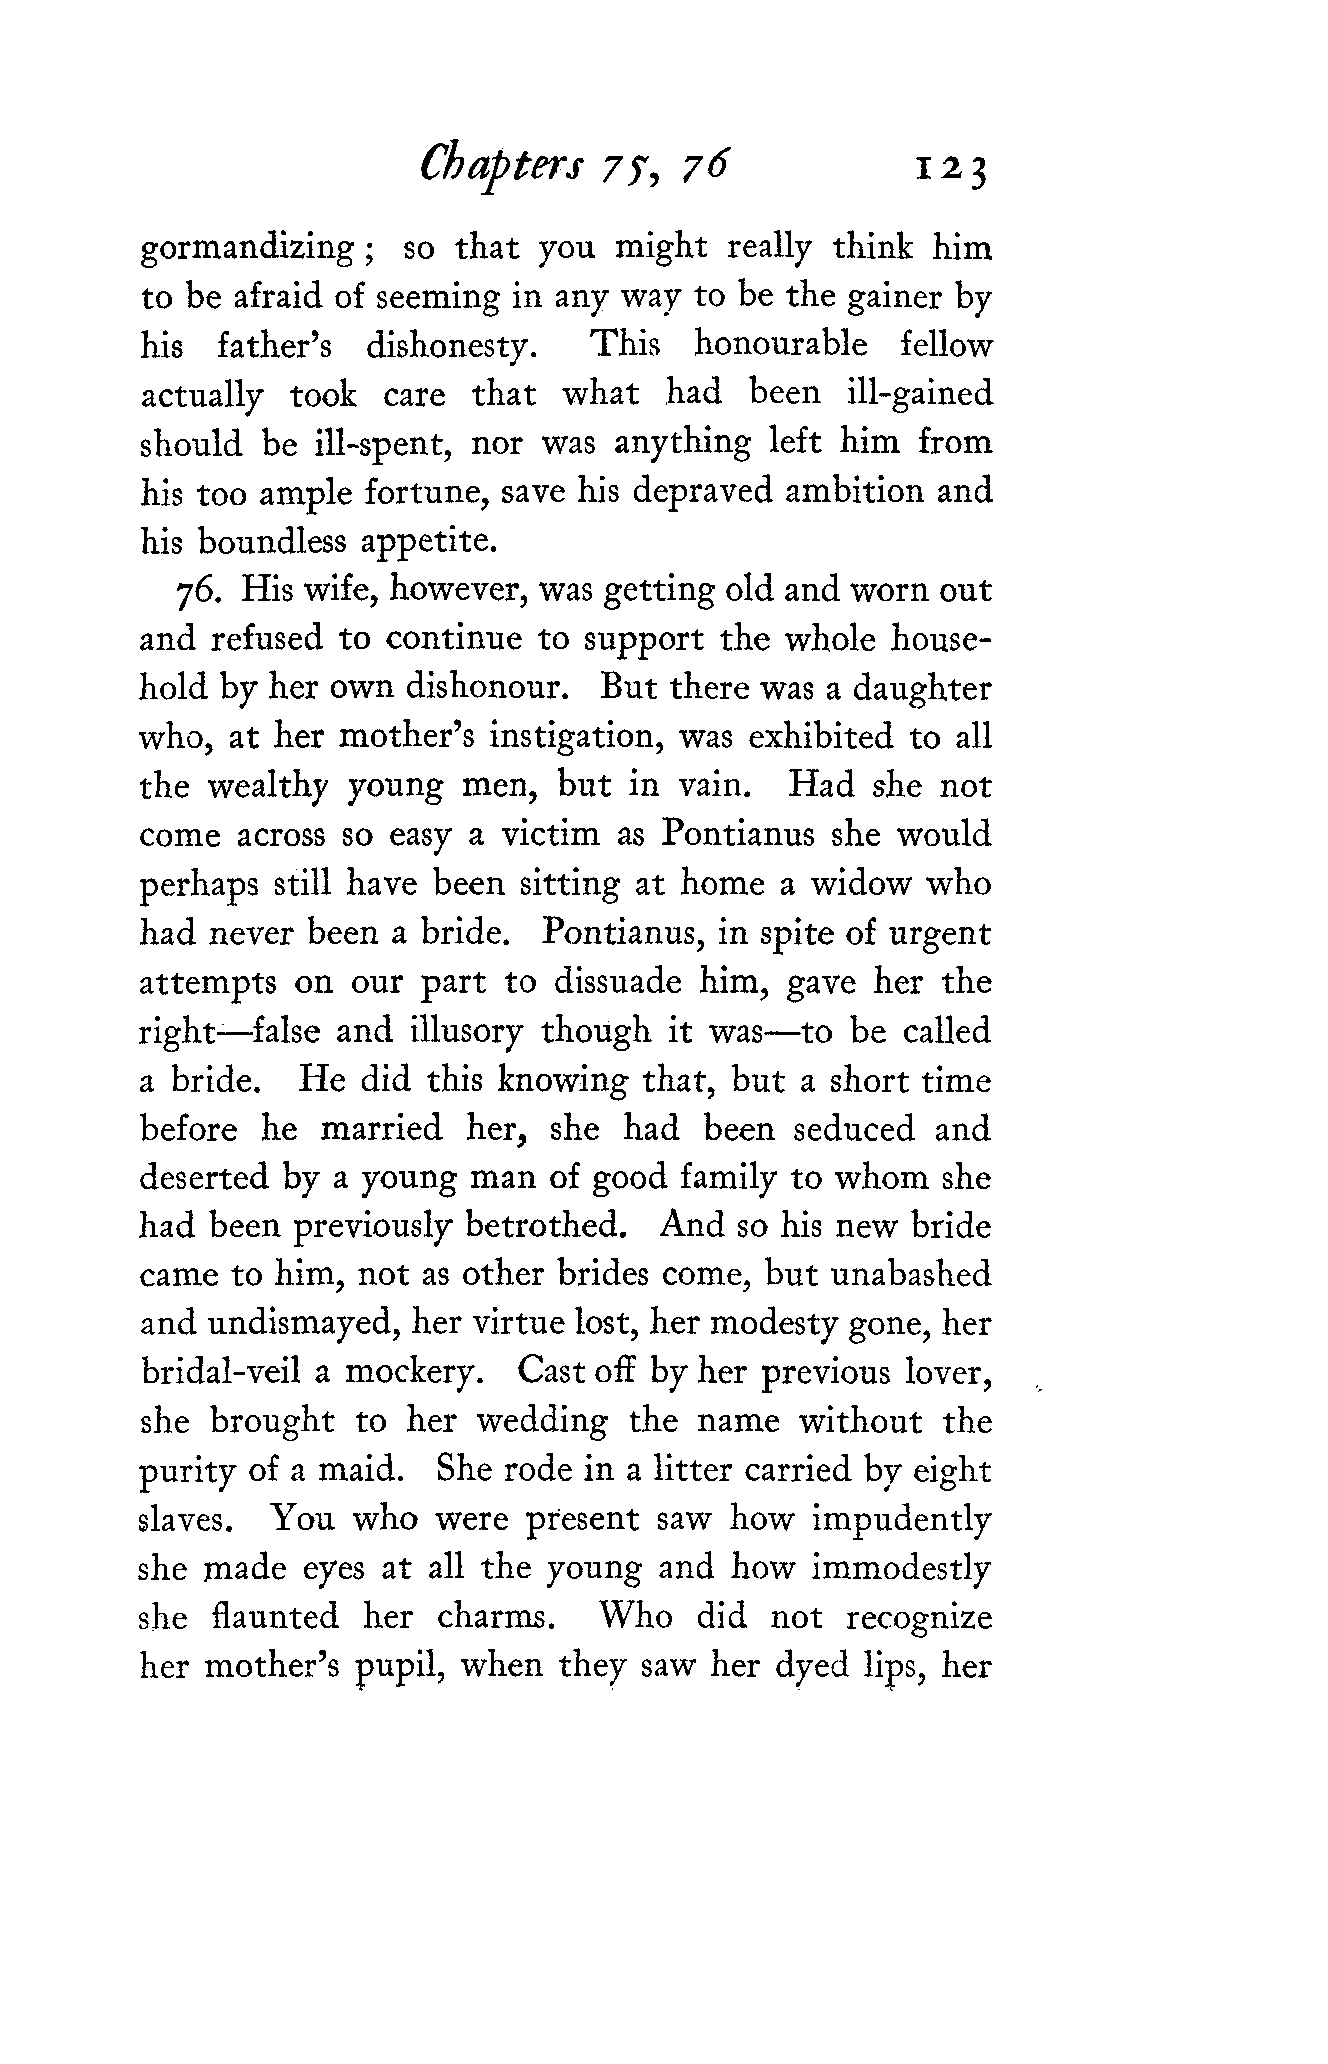 Chapters 75, 76 123
gormandizing ; so that you might really think him
to be afraid of seeming in any way to be the gainer by
his father's dishonesty. This honourable fellow
actually took care that what had been ill-gained
should be ill-spent, nor was anything left him from
his too ample fortune, save his depraved ambition and
his boundless appetite.
76. His wife, however, was getting old and worn out
and refused to continue to support the whole house-
hold by her own dishonour. But there was a daughter
who, at her mother's instigation, was exhibited to all
the wealthy young men, but in vain. Had she not
come across so easy a victim as Pontianus she would
perhaps still have been sitting at home a widow who
had never been a bride. Pontianus, in spite of urgent
attempts on our part to dissuade him, gave her the
right—false and illusory though it was—to be called
a bride. He did this knowing that, but a short time
before he married her, she had been seduced and
deserted by a young man of good family to whom she
had been previously betrothed. And so his new bride
came to him, not as other brides come, but unabashed
and undismayed, her virtue lost, her modesty gone, her
bridal-veil a mockery. Cast off by her previous lover,
she brought to her wedding the name without the
purity of a maid. She rode in a litter carried by eight
slaves. You who were present saw how impudently
she made eyes at all the young and how immodestly
she flaunted her charms. Who did not recognize
her mother's pupil, when they saw her dyed lips, her